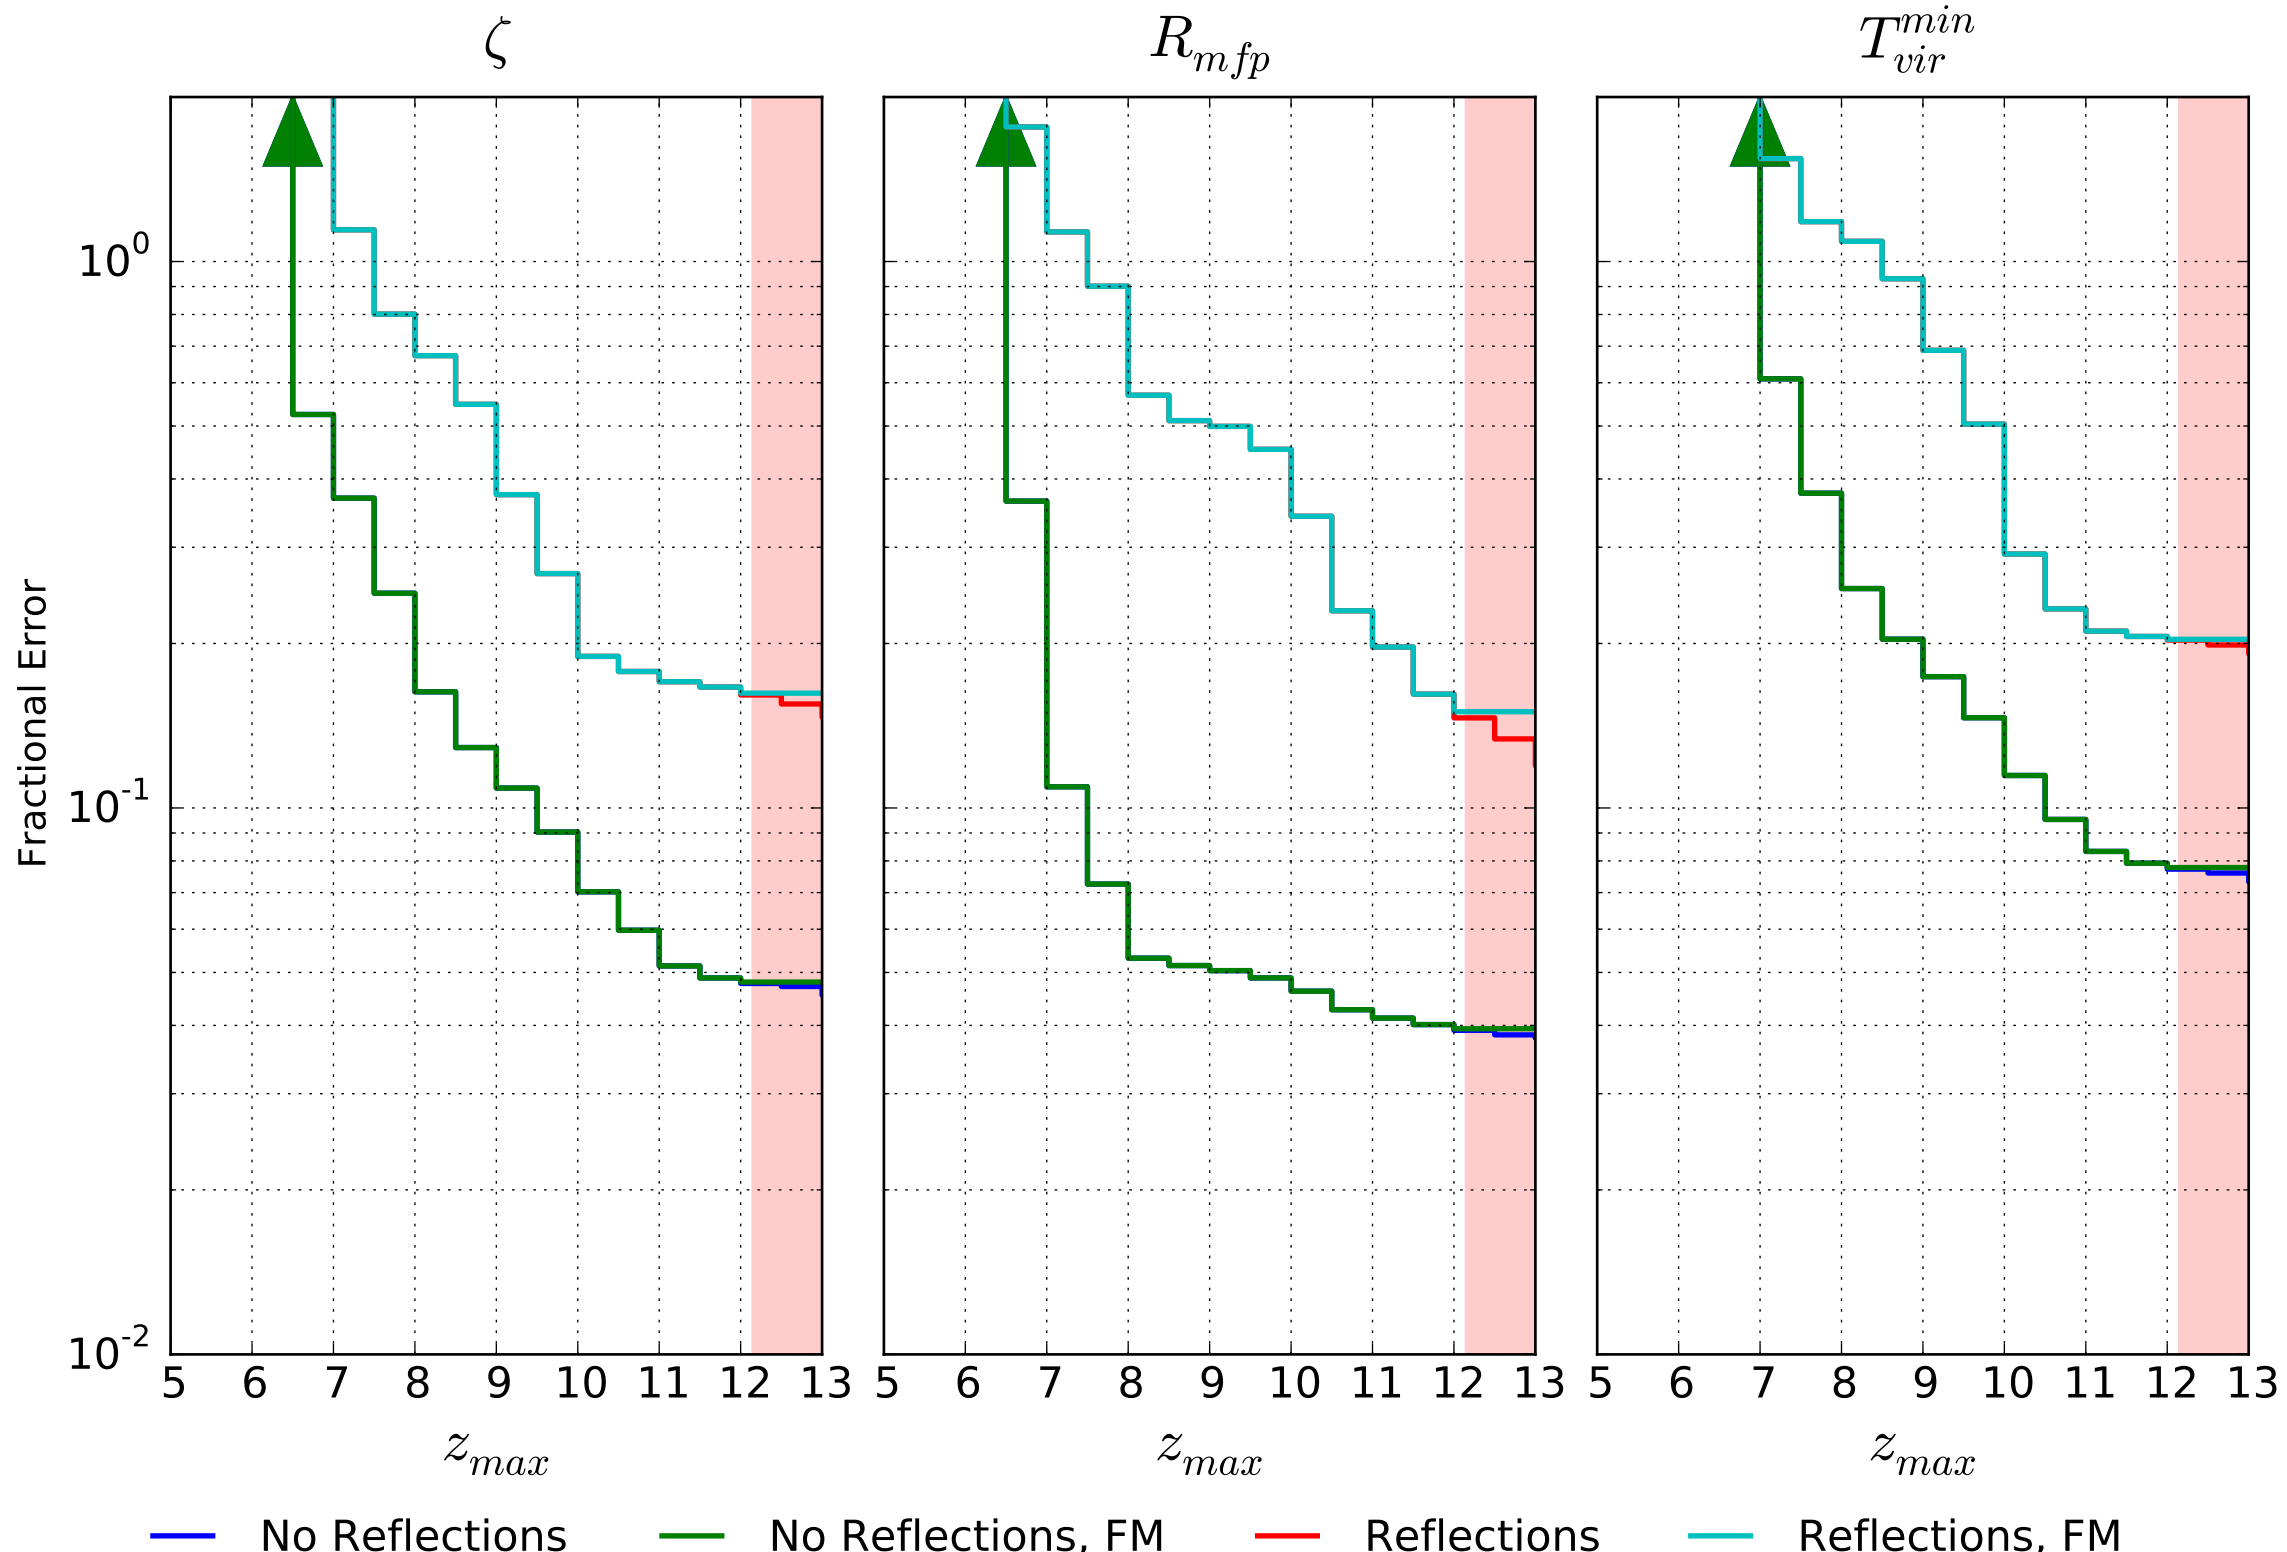 ζ R_{mfp} T_{vir}^{min}
Fractional Error
10^0
10^{-1}
10^{-2}
5 6 7 8 9 10 11 12 13 5 6 7 8 9 10 11 12 13 5 6 7 8 9 10 11 12 13
z_{max} z_{max} z_{max}
No Reflections No Reflections, FM Reflections Reflections, FM